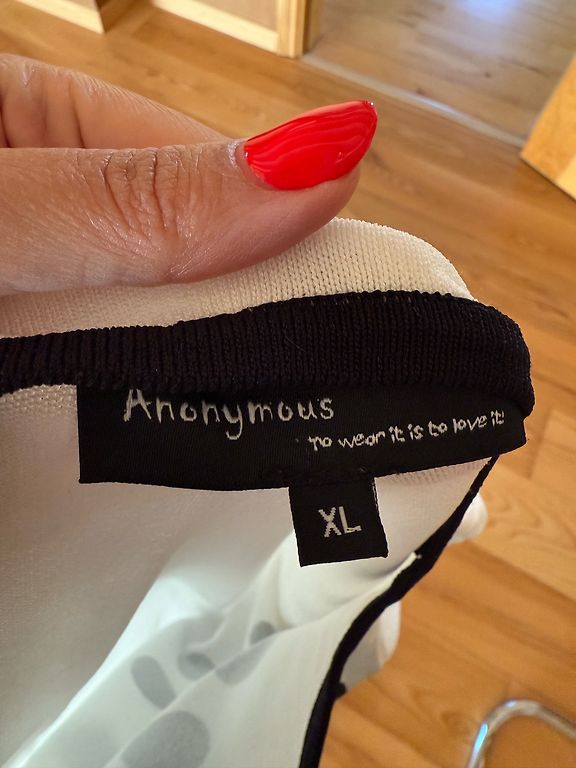 Anonymous
To wear it is to love it!
XL